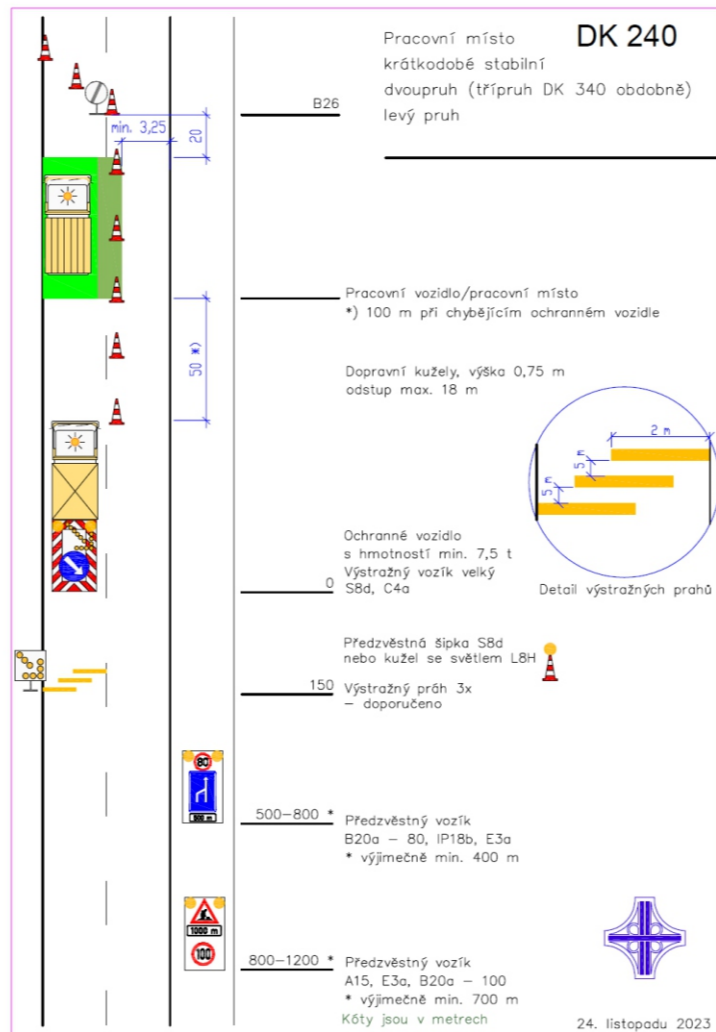 Pracovní místo DK 240
krátkodobé stabilní
dvoupruh (třípruh DK 340 obdobně)
levý pruh
B26
min. 3,25
20
Pracovní vozidlo/pracovní místo
*) 100 m při chybějícím ochranném vozidle
50 *)
Dopravní kužely, výška 0,75 m
odstup max. 18 m
2 m
5 m
5 m
Detail výstražných prahů
Ochranné vozidlo
s hmotností min. 7,5 t
Výstražný vozík velký
0 S8d, C4a
Předzvěstná šipka S8d
nebo kužel se světlem L8H
150 Výstražný práh 3x
– doporučeno
80
500 m
500–800 * Předzvěstný vozík
B20a – 80, IP18b, E3a
* výjimečně min. 400 m
1000 m
100
800–1200 * Předzvěstný vozík
A15, E3a, B20a – 100
* výjimečně min. 700 m
Kóty jsou v metrech
24. listopadu 2023